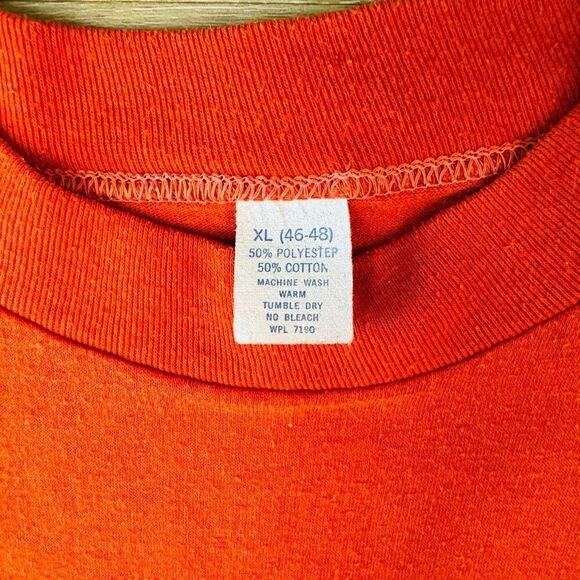 XL (46-48)
50% POLYESTER
50% COTTON
MACHINE WASH
WARM
TUMBLE DRY
NO BLEACH
WPL 7190